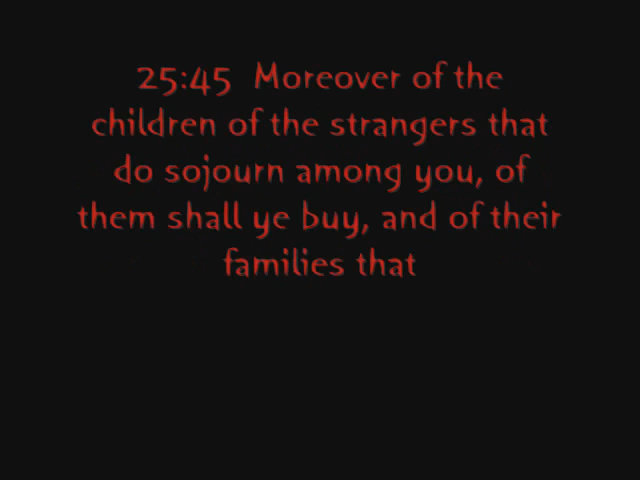 25:45 Moreover of the
children of the strangers that
do sojourn among you, of
them shall ye buy, and of their
families that